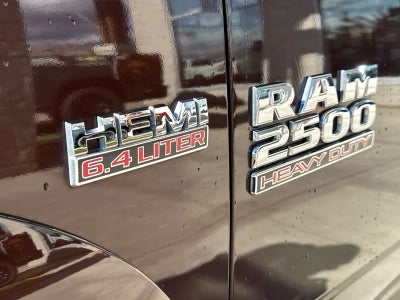 HEMI
6.4 LITER
RAM
2500
HEAVY DUTY